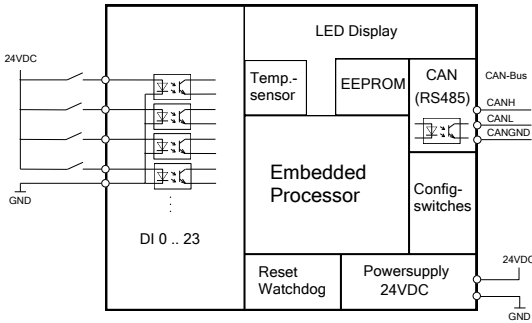 LED Display
24VDC
Temp.-
sensor
EEPROM
CAN
(RS485)
CAN-Bus
CANH
CANL
CANGND
Embedded
Processor
Config-
switches
GND
DI 0 .. 23
Reset
Watchdog
Powersupply
24VDC
24VDC
GND